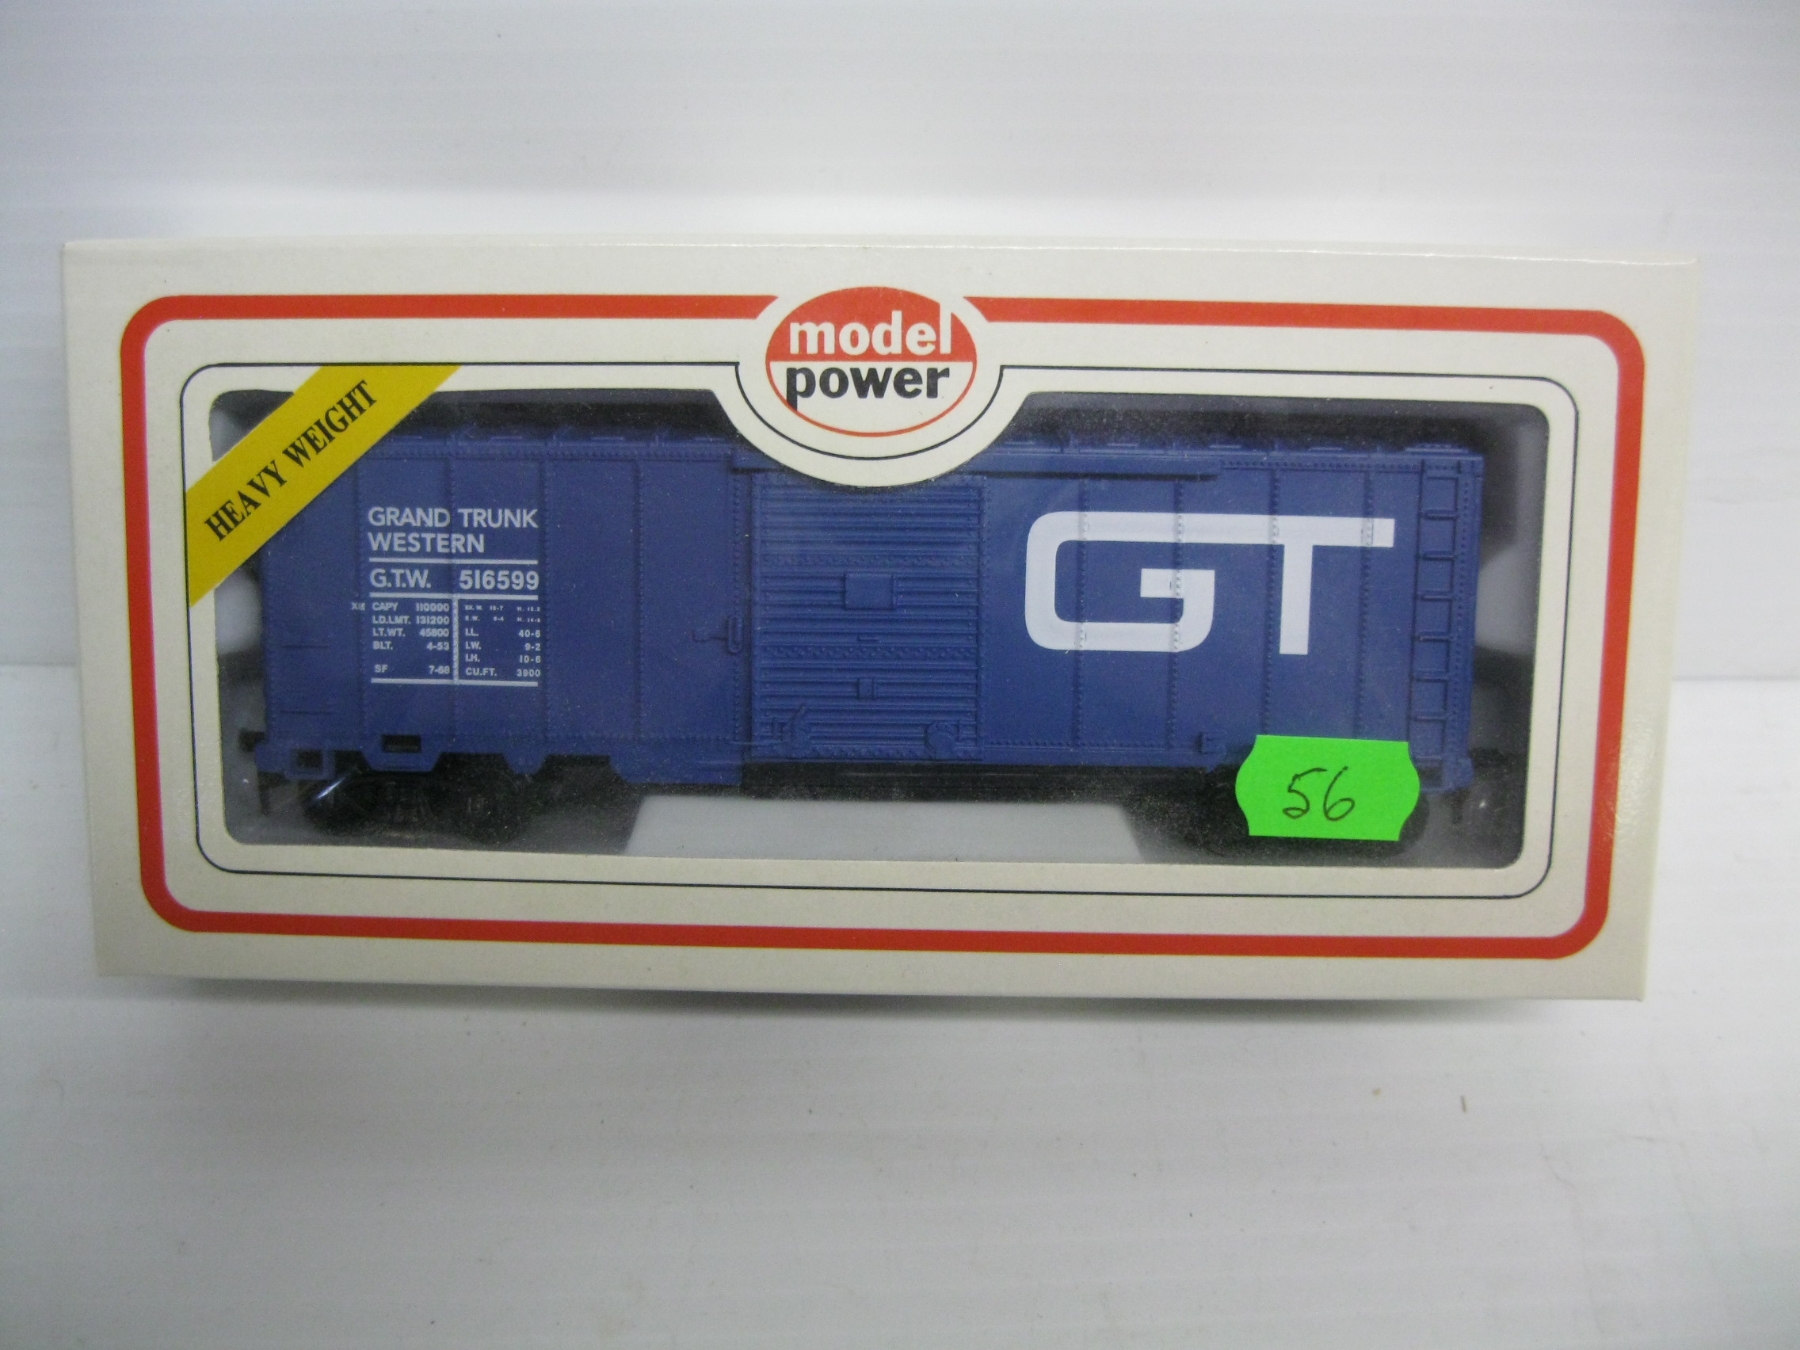 model
power
HEAVY WEIGHT
GRAND TRUNK
WESTERN
G.T.W. 516599
CAPY 110000
LD.LMT. 131200
LT.WT. 45800
BLT. 4-53
SF 7-68
I.L. 40-6
I.W. 9-2
I.H. 10-6
CU.FT. 3900
GT
56